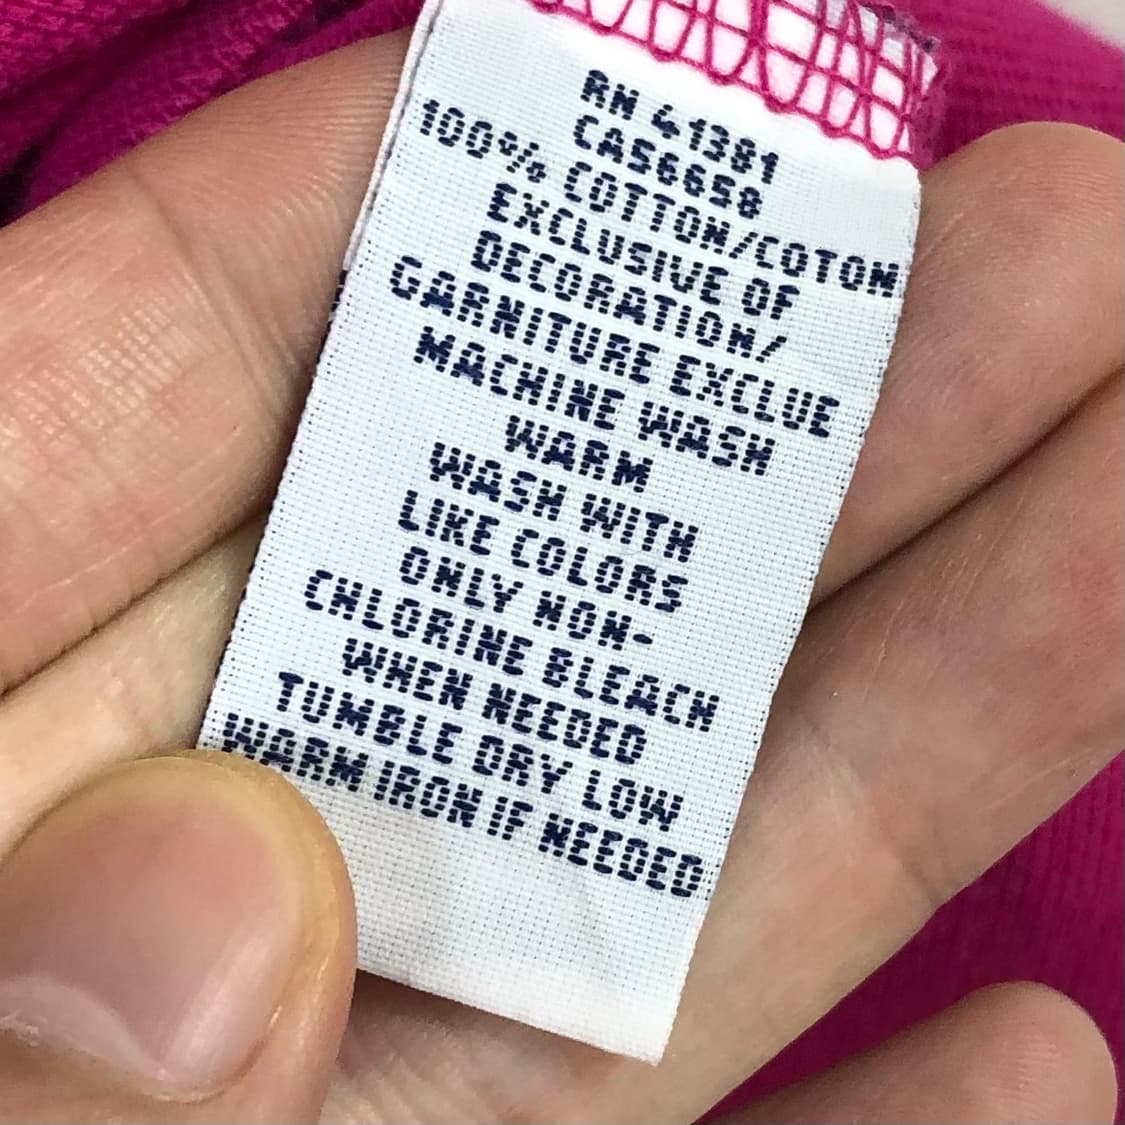 RN 41381
CA56658
100% COTTON/COTON
EXCLUSIVE OF
DECORATION/
GARNITURE EXCLUE
MACHINE WASH
WARM
WASH WITH
LIKE COLORS
ONLY NON-
CHLORINE BLEACH
WHEN NEEDED
TUMBLE DRY LOW
WARM IRON IF NEEDED